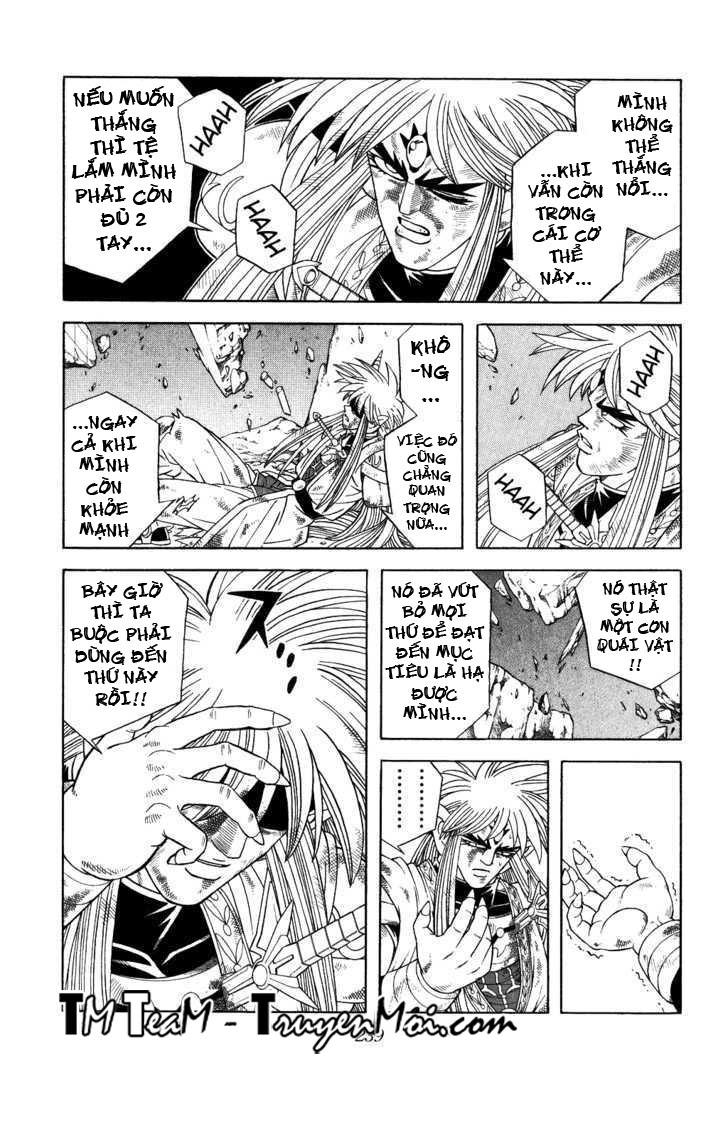 MÌNH
KHÔNG
THỂ
THẮNG
NỔI...
...KHI
VẪN CÒN
TRONG
CÁI CƠ
THỂ
NÀY...
HAAH
HAAH
NẾU MUỐN
THẮNG
THÌ TỆ
LẮM MÌNH
PHẢI CÒN
ĐỦ 2
TAY...
HAAH
HAAH
KHÔ
-NG
...
VIỆC ĐÓ
CŨNG
CHẲNG
QUAN
TRỌNG
NỮA...
...NGAY
CẢ KHI
MÌNH
CÒN
KHỎE
MẠNH
NÓ THẬT
SỰ LÀ
MỘT CON
QUÁI VẬT
!!
NÓ ĐÃ VỨT
BỎ MỌI
THỨ ĐỂ ĐẠT
ĐẾN MỤC
TIÊU LÀ HẠ
ĐƯỢC
MÌNH...
BÂY GIỜ
THÌ TA
BUỘC PHẢI
DÙNG ĐẾN
THỨ NÀY
RỒI!!
ス...
......
TM TeaM - TruyenMoi.com
239